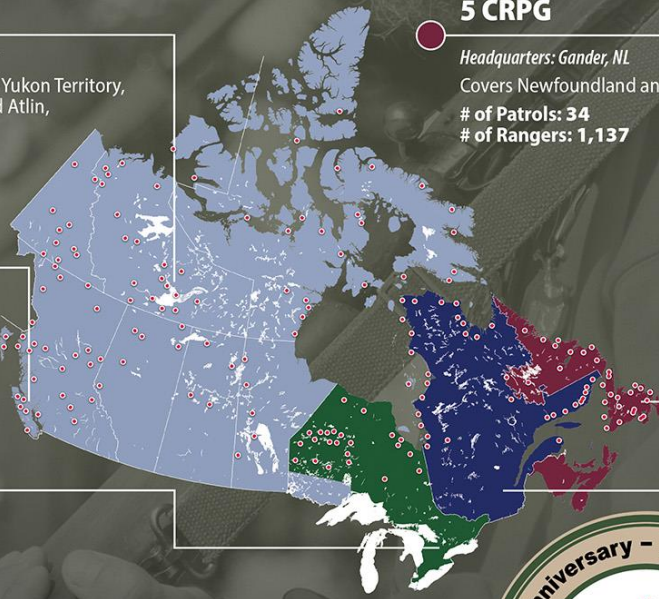 5 CRPG
Headquarters: Gander, NL
Yukon Territory,
Atlin,
Covers Newfoundland an
# of Patrols: 34
# of Rangers: 1,137
niversary –